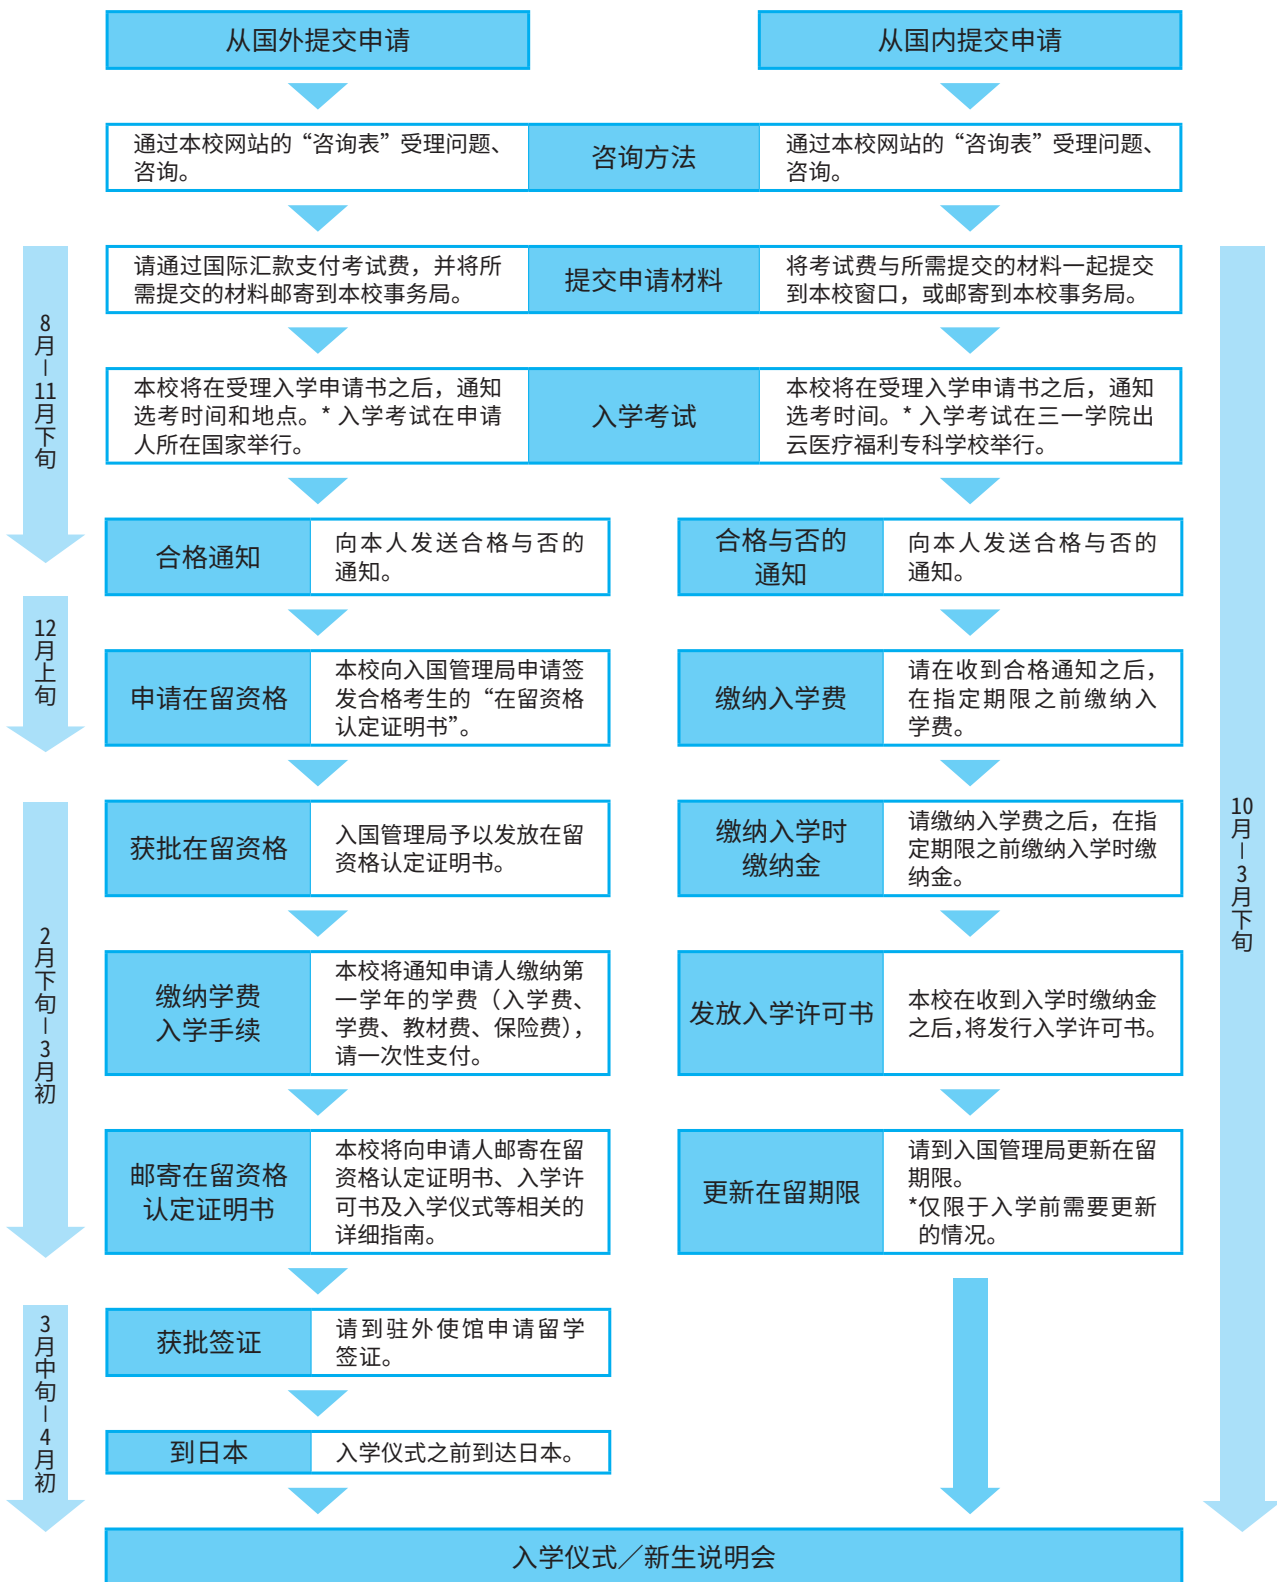 从国外提交申请
从国内提交申请
通过本校网站的“咨询表”受理问题、
咨询。
咨询方法
通过本校网站的“咨询表”受理问题、
咨询。
请通过国际汇款支付考试费，并将所
需提交的材料邮寄到本校事务局。
提交申请材料
将考试费与所需提交的材料一起提交
到本校窗口，或邮寄到本校事务局。
本校将在受理入学申请书之后，通知
选考时间和地点。* 入学考试在申请
人所在国家举行。
入学考试
本校将在受理入学申请书之后，通知
选考时间。* 入学考试在三一学院出
云医疗福利专科学校举行。
8月－11月下旬
合格通知
向本人发送合格与否的
通知。
合格与否的
通知
向本人发送合格与否的
通知。
12月上旬
申请在留资格
本校向入国管理局申请签
发合格考生的“在留资格
认定证明书”。
缴纳入学费
请在收到合格通知之后，
在指定期限之前缴纳入
学费。
获批在留资格
入国管理局予以发放在留
资格认定证明书。
缴纳入学时
缴纳金
请缴纳入学费之后，在指
定期限之前缴纳入学时缴
纳金。
10月－3月下旬
2月下旬－3月初
缴纳学费
入学手续
本校将通知申请人缴纳第
一学年的学费（入学费、
学费、教材费、保险费），
请一次性支付。
发放入学许可书
本校在收到入学时缴纳金
之后，将发行入学许可书。
邮寄在留资格
认定证明书
本校将向申请人邮寄在留
资格认定证明书、入学许
可书及入学仪式等相关的
详细指南。
更新在留期限
请到入国管理局更新在留
期限。
*仅限于入学前需要更新
的情况。
3月中旬－4月初
获批签证
请到驻外使馆申请留学
签证。
到日本
入学仪式之前到达日本。
入学仪式／新生说明会